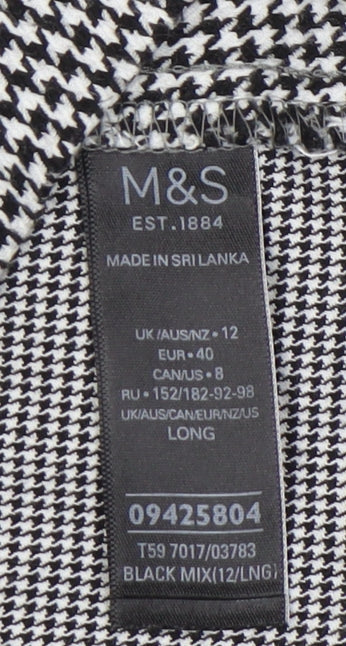 M&S
EST.1884
MADE IN SRI LANKA
UK/AUS/NZ • 12
EUR • 40
CAN/US • 8
RU • 152/182-92-98
UK/AUS/CAN/EUR/NZ/US
LONG
09425804
T59 7017/03783
BLACK MIX(12/LNG)